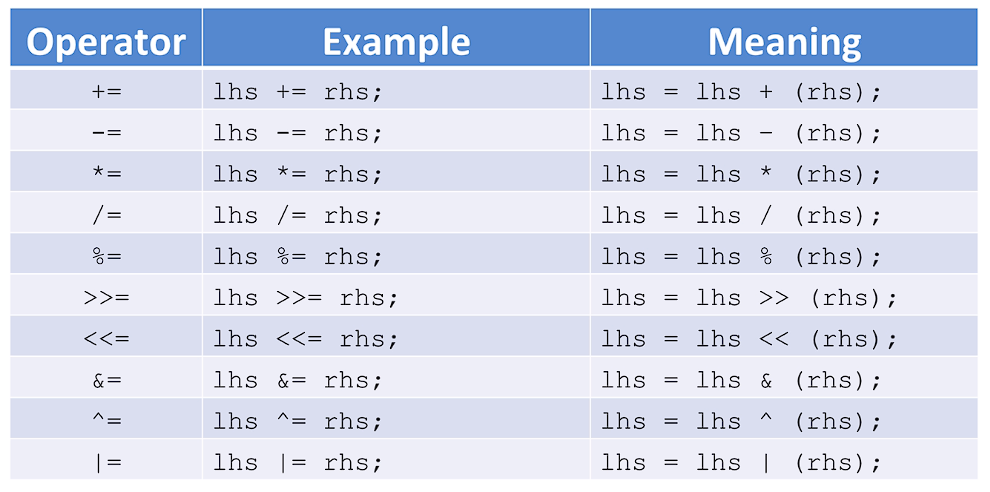 Operator Example Meaning
+= lhs += rhs; lhs = lhs + (rhs);
-= lhs -= rhs; lhs = lhs – (rhs);
*= lhs *= rhs; lhs = lhs * (rhs);
/= lhs /= rhs; lhs = lhs / (rhs);
%= lhs %= rhs; lhs = lhs % (rhs);
>>= lhs >>= rhs; lhs = lhs >> (rhs);
<<= lhs <<= rhs; lhs = lhs << (rhs);
&= lhs &= rhs; lhs = lhs & (rhs);
^= lhs ^= rhs; lhs = lhs ^ (rhs);
|= lhs |= rhs; lhs = lhs | (rhs);